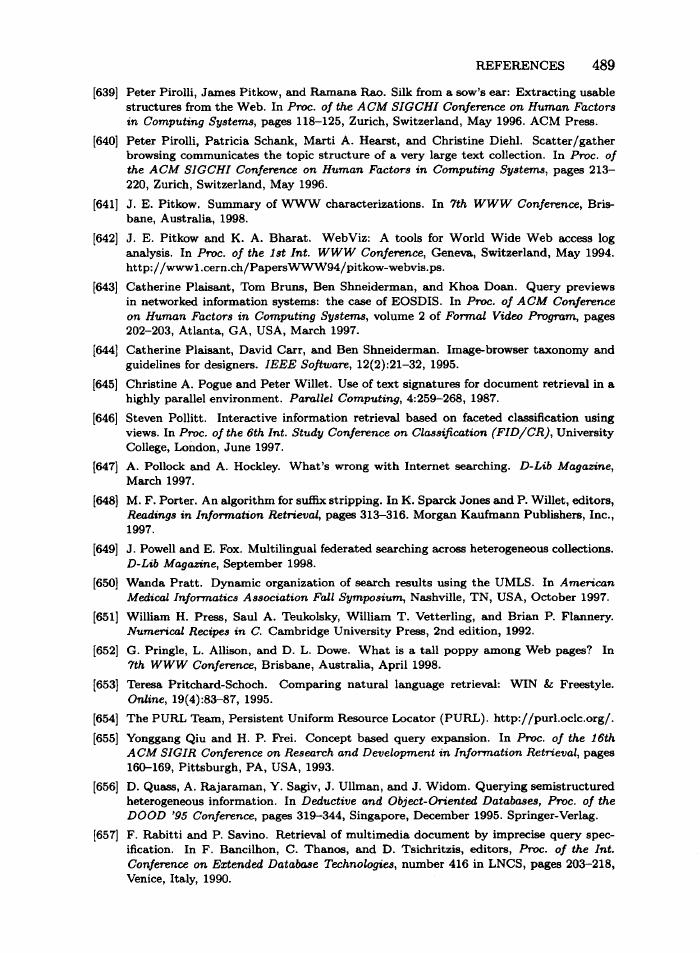 REFERENCES 489
[639] Peter Pirolli, James Pitkow, and Ramana Rao. Silk from a sow's ear: Extracting usable
structures from the Web. In Proc. of the ACM SIGCHI Conference on Human Factors
in Computing Systems, pages 118–125, Zurich, Switzerland, May 1996. ACM Press.
[640] Peter Pirolli, Patricia Schank, Marti A. Hearst, and Christine Diehl. Scatter/gather
browsing communicates the topic structure of a very large text collection. In Proc. of
the ACM SIGCHI Conference on Human Factors in Computing Systems, pages 213–
220, Zurich, Switzerland, May 1996.
[641] J. E. Pitkow. Summary of WWW characterizations. In 7th WWW Conference, Bris-
bane, Australia, 1998.
[642] J. E. Pitkow and K. A. Bharat. WebViz: A tools for World Wide Web access log
analysis. In Proc. of the 1st Int. WWW Conference, Geneva, Switzerland, May 1994.
http://www1.cern.ch/PapersWWW94/pitkow-webvis.ps.
[643] Catherine Plaisant, Tom Bruns, Ben Shneiderman, and Khoa Doan. Query previews
in networked information systems: the case of EOSDIS. In Proc. of ACM Conference
on Human Factors in Computing Systems, volume 2 of Formal Video Program, pages
202–203, Atlanta, GA, USA, March 1997.
[644] Catherine Plaisant, David Carr, and Ben Shneiderman. Image-browser taxonomy and
guidelines for designers. IEEE Software, 12(2):21–32, 1995.
[645] Christine A. Pogue and Peter Willet. Use of text signatures for document retrieval in a
highly parallel environment. Parallel Computing, 4:259–268, 1987.
[646] Steven Pollitt. Interactive information retrieval based on faceted classification using
views. In Proc. of the 6th Int. Study Conference on Classification (FID/CR), University
College, London, June 1997.
[647] A. Pollock and A. Hockley. What's wrong with Internet searching. D-Lib Magazine,
March 1997.
[648] M. F. Porter. An algorithm for suffix stripping. In K. Sparck Jones and P. Willet, editors,
Readings in Information Retrieval, pages 313–316. Morgan Kaufmann Publishers, Inc.,
1997.
[649] J. Powell and E. Fox. Multilingual federated searching across heterogeneous collections.
D-Lib Magazine, September 1998.
[650] Wanda Pratt. Dynamic organization of search results using the UMLS. In American
Medical Informatics Association Fall Symposium, Nashville, TN, USA, October 1997.
[651] William H. Press, Saul A. Teukolsky, William T. Vetterling, and Brian P. Flannery.
Numerical Recipes in C. Cambridge University Press, 2nd edition, 1992.
[652] G. Pringle, L. Allison, and D. L. Dowe. What is a tall poppy among Web pages? In
7th WWW Conference, Brisbane, Australia, April 1998.
[653] Teresa Pritchard-Schoch. Comparing natural language retrieval: WIN & Freestyle.
Online, 19(4):83–87, 1995.
[654] The PURL Team, Persistent Uniform Resource Locator (PURL). http://purl.oclc.org/.
[655] Yonggang Qiu and H. P. Frei. Concept based query expansion. In Proc. of the 16th
ACM SIGIR Conference on Research and Development in Information Retrieval, pages
160–169, Pittsburgh, PA, USA, 1993.
[656] D. Quass, A. Rajaraman, Y. Sagiv, J. Ullman, and J. Widom. Querying semistructured
heterogeneous information. In Deductive and Object-Oriented Databases, Proc. of the
DOOD '95 Conference, pages 319–344, Singapore, December 1995. Springer-Verlag.
[657] F. Rabitti and P. Savino. Retrieval of multimedia document by imprecise query spec-
ification. In F. Bancilhon, C. Thanos, and D. Tsichritzis, editors, Proc. of the Int.
Conference on Extended Database Technologies, number 416 in LNCS, pages 203–218,
Venice, Italy, 1990.